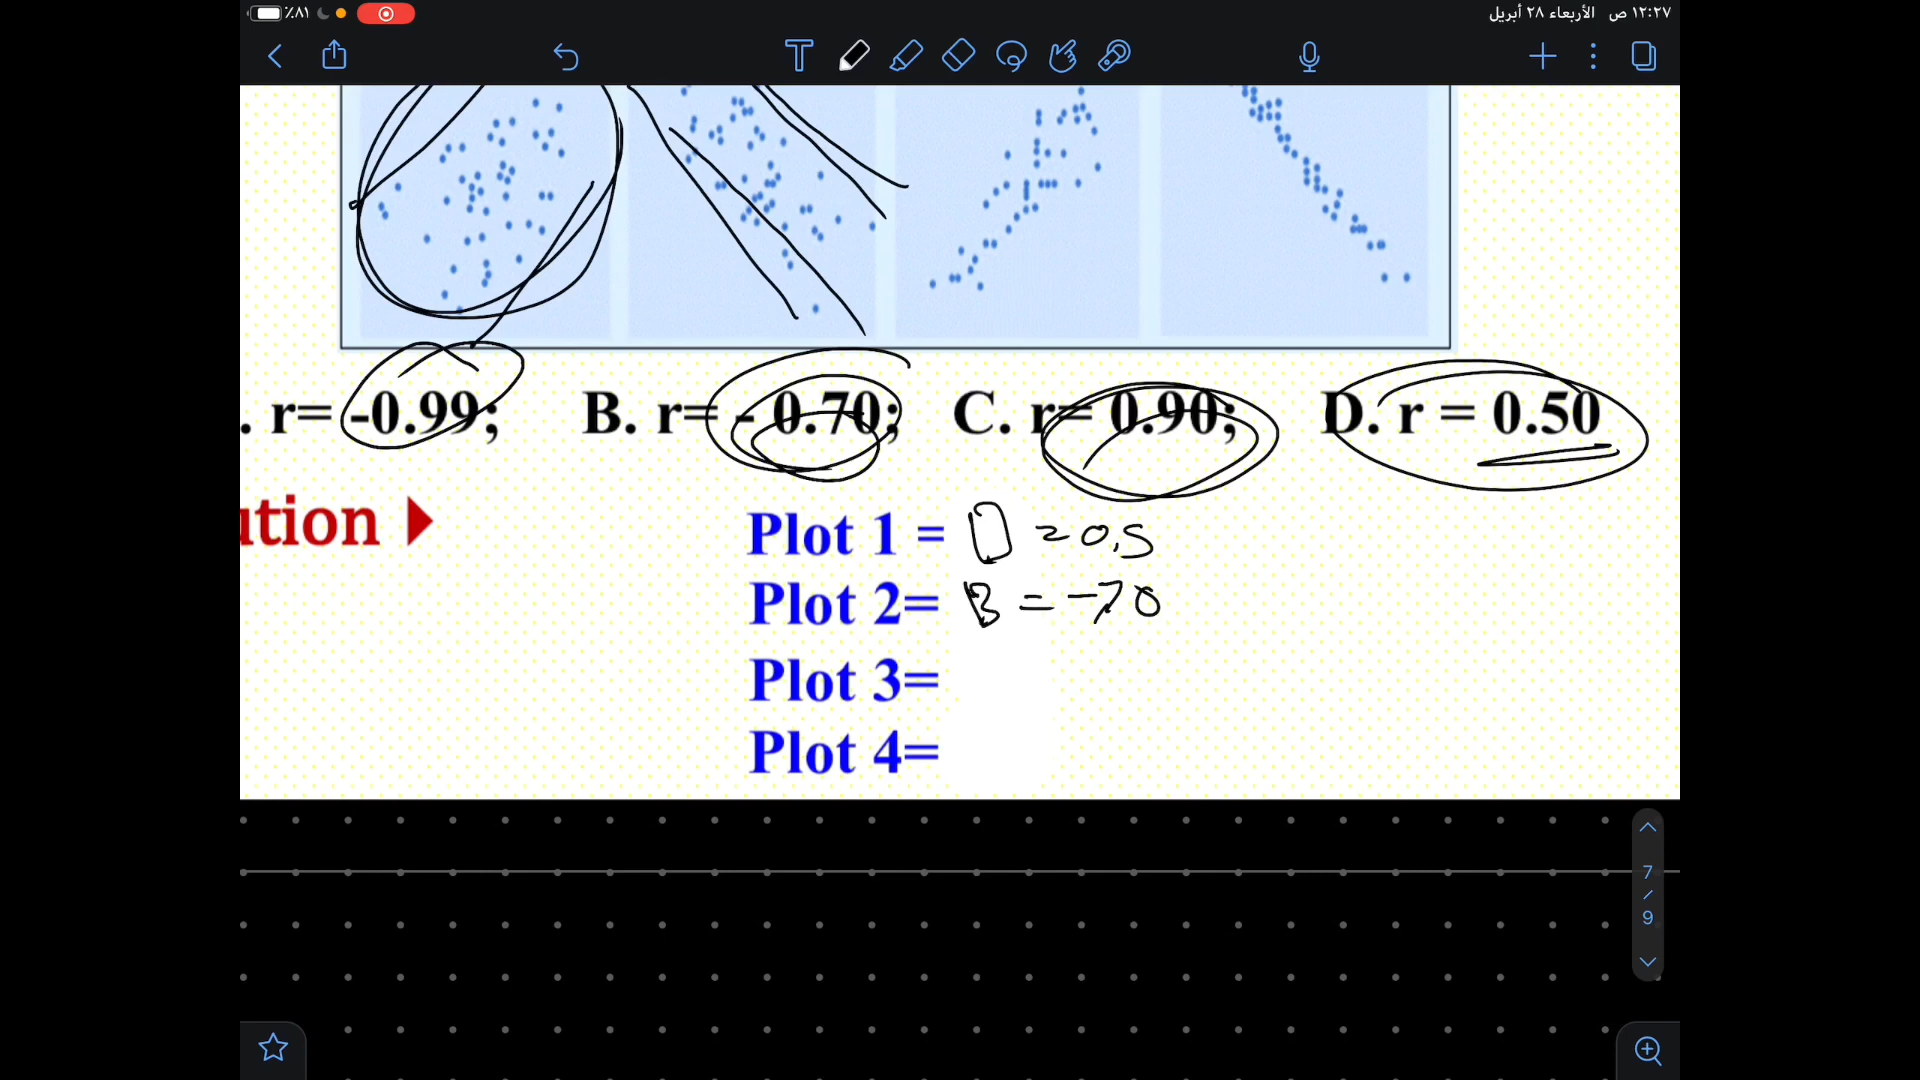 ٪٨١
١٢:٢٧ ص الأربعاء ٢٨ أبريل
. r= -0.99; B. r= - 0.70; C. r= 0.90; D. r = 0.50
ution
Plot 1 = D = 0.5
Plot 2= B = -70
Plot 3=
Plot 4=
7
/
9